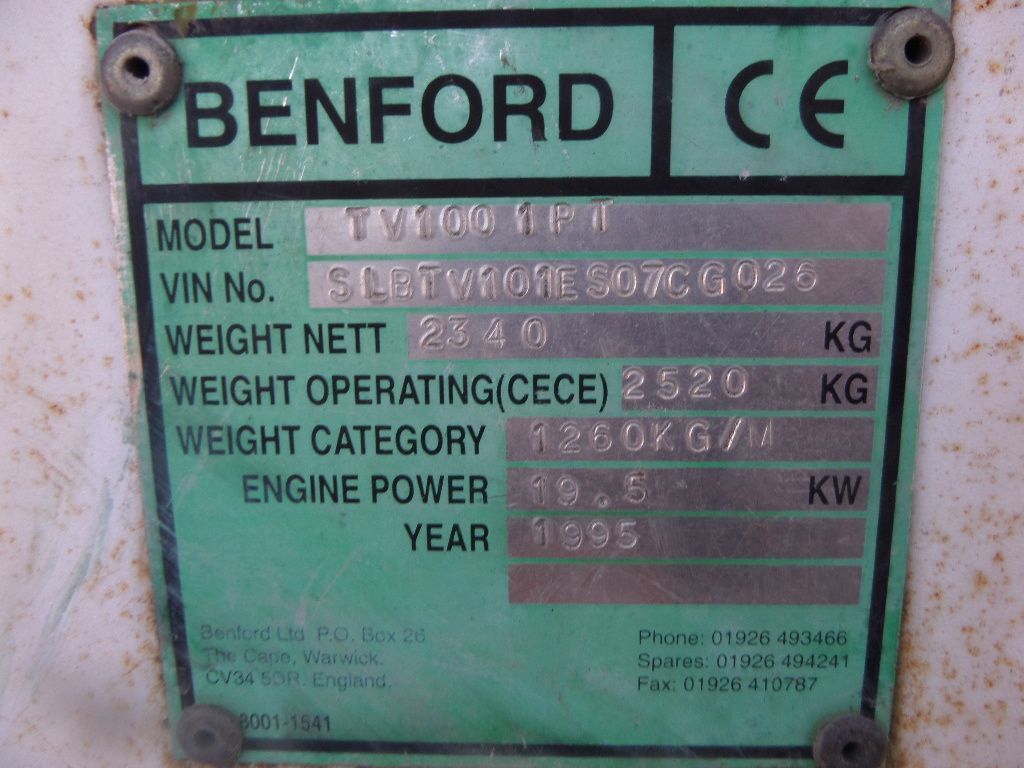 BENFORD CE
MODEL TV100 1PT
VIN No. SLBTV101ES07CG026
WEIGHT NETT 2340 KG
WEIGHT OPERATING(CECE) 2520 KG
WEIGHT CATEGORY 1260KG/M
ENGINE POWER 19.5 KW
YEAR 1995
Benford Ltd P.O. Box 26
The Cape, Warwick.
CV34 5DR. England.
Phone: 01926 493466
Spares: 01926 494241
Fax: 01926 410787
8001-1541